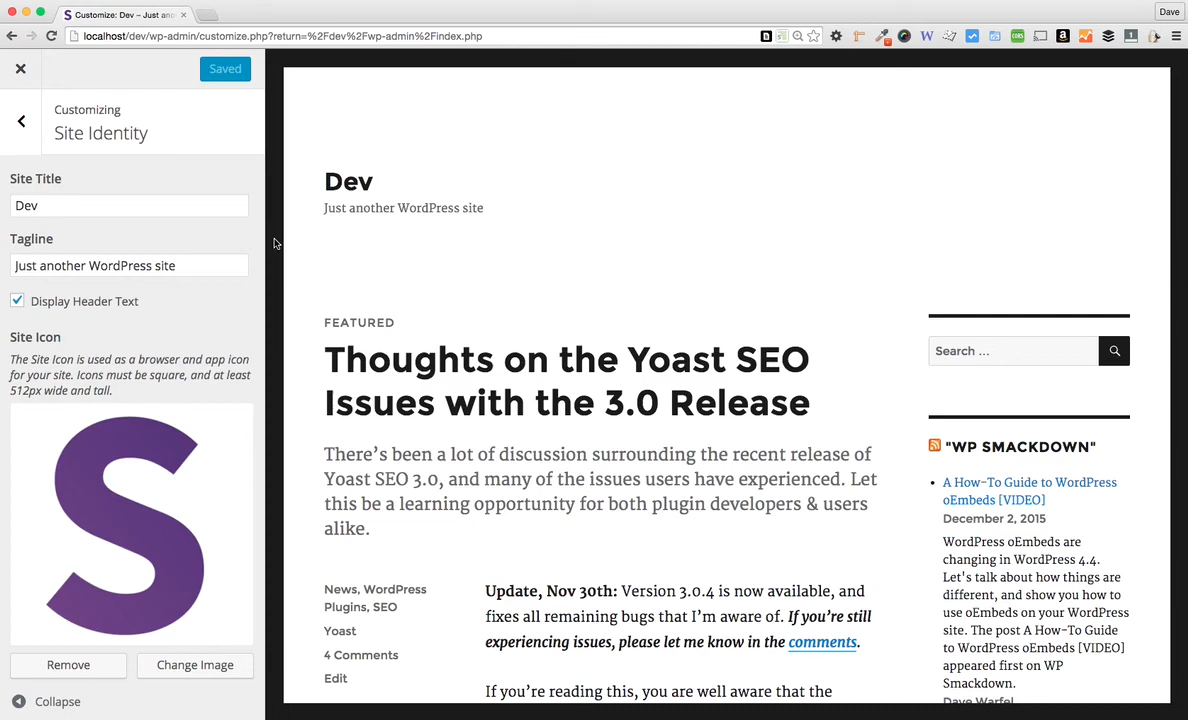 S Customize: Dev – Just ano
Dave
localhost/dev/wp-admin/customize.php?return=%2Fdev%2Fwp-admin%2Findex.php
Saved
Customizing
Site Identity
Site Title
Dev
Tagline
Just another WordPress site
Display Header Text
Site Icon
The Site Icon is used as a browser and app icon
for your site. Icons must be square, and at least
512px wide and tall.
S
Remove
Change Image
Collapse
Dev
Just another WordPress site
FEATURED
Thoughts on the Yoast SEO
Issues with the 3.0 Release
There’s been a lot of discussion surrounding the recent release of
Yoast SEO 3.0, and many of the issues users have experienced. Let
this be a learning opportunity for both plugin developers & users
alike.
News, WordPress
Plugins, SEO
Yoast
4 Comments
Edit
Update, Nov 30th: Version 3.0.4 is now available, and
fixes all remaining bugs that I’m aware of. If you’re still
experiencing issues, please let me know in the comments.
If you’re reading this, you are well aware that the
Search ...
"WP SMACKDOWN"
A How-To Guide to WordPress
oEmbeds [VIDEO]
December 2, 2015
WordPress oEmbeds are
changing in WordPress 4.4.
Let's talk about how things are
different, and show you how to
use oEmbeds on your WordPress
site. The post A How-To Guide
to WordPress oEmbeds [VIDEO]
appeared first on WP
Smackdown.
Dave Warfel